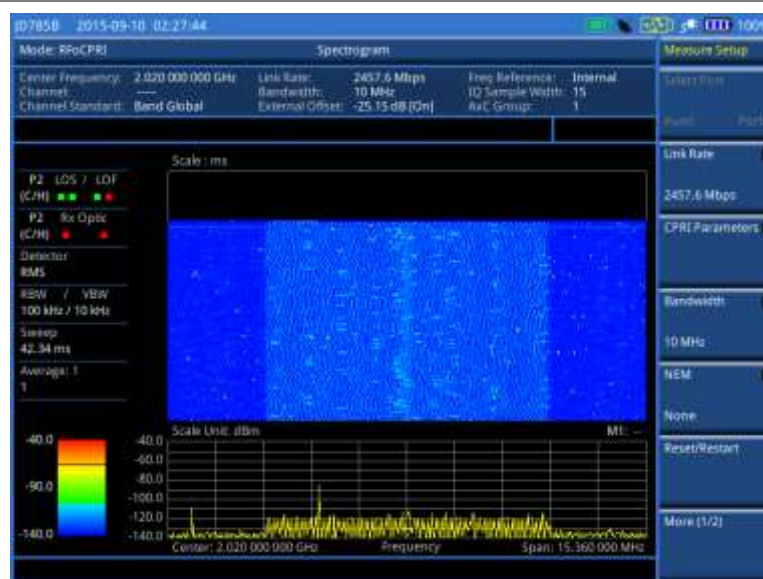 JD785B 2015-09-10 02:27:44
100%
Mode: RFoCPRI
Spectrogram
Measure Setup
Center Frequency: 2.020 000 000 GHz
Link Rate: 2457.6 Mbps
Freq Reference: Internal
Channel: ----
Bandwidth: 10 MHz
IQ Sample Width: 15
Channel Standard: Band Global
External Offset: -25.15 dB [On]
AxC Group: 1
Select Port
Port
Scale : ms
Link Rate
2457.6 Mbps
P2 LOS / LOF
(C/H)
P2 Rx Optic
(C/H)
CPRI Parameters
Detector
RMS
RBW / VBW
100 kHz / 10 kHz
Bandwidth
10 MHz
Sweep
42.34 ms
Average: 1
1
NEM
None
Scale Unit: dBm
M1: --
-40.0
-90.0
-140.0
-40.0
-60.0
-80.0
-100.0
-120.0
-140.0
Reset/Restart
More (1/2)
Center: 2.020 000 000 GHz
Frequency
Span: 15.360 000 MHz